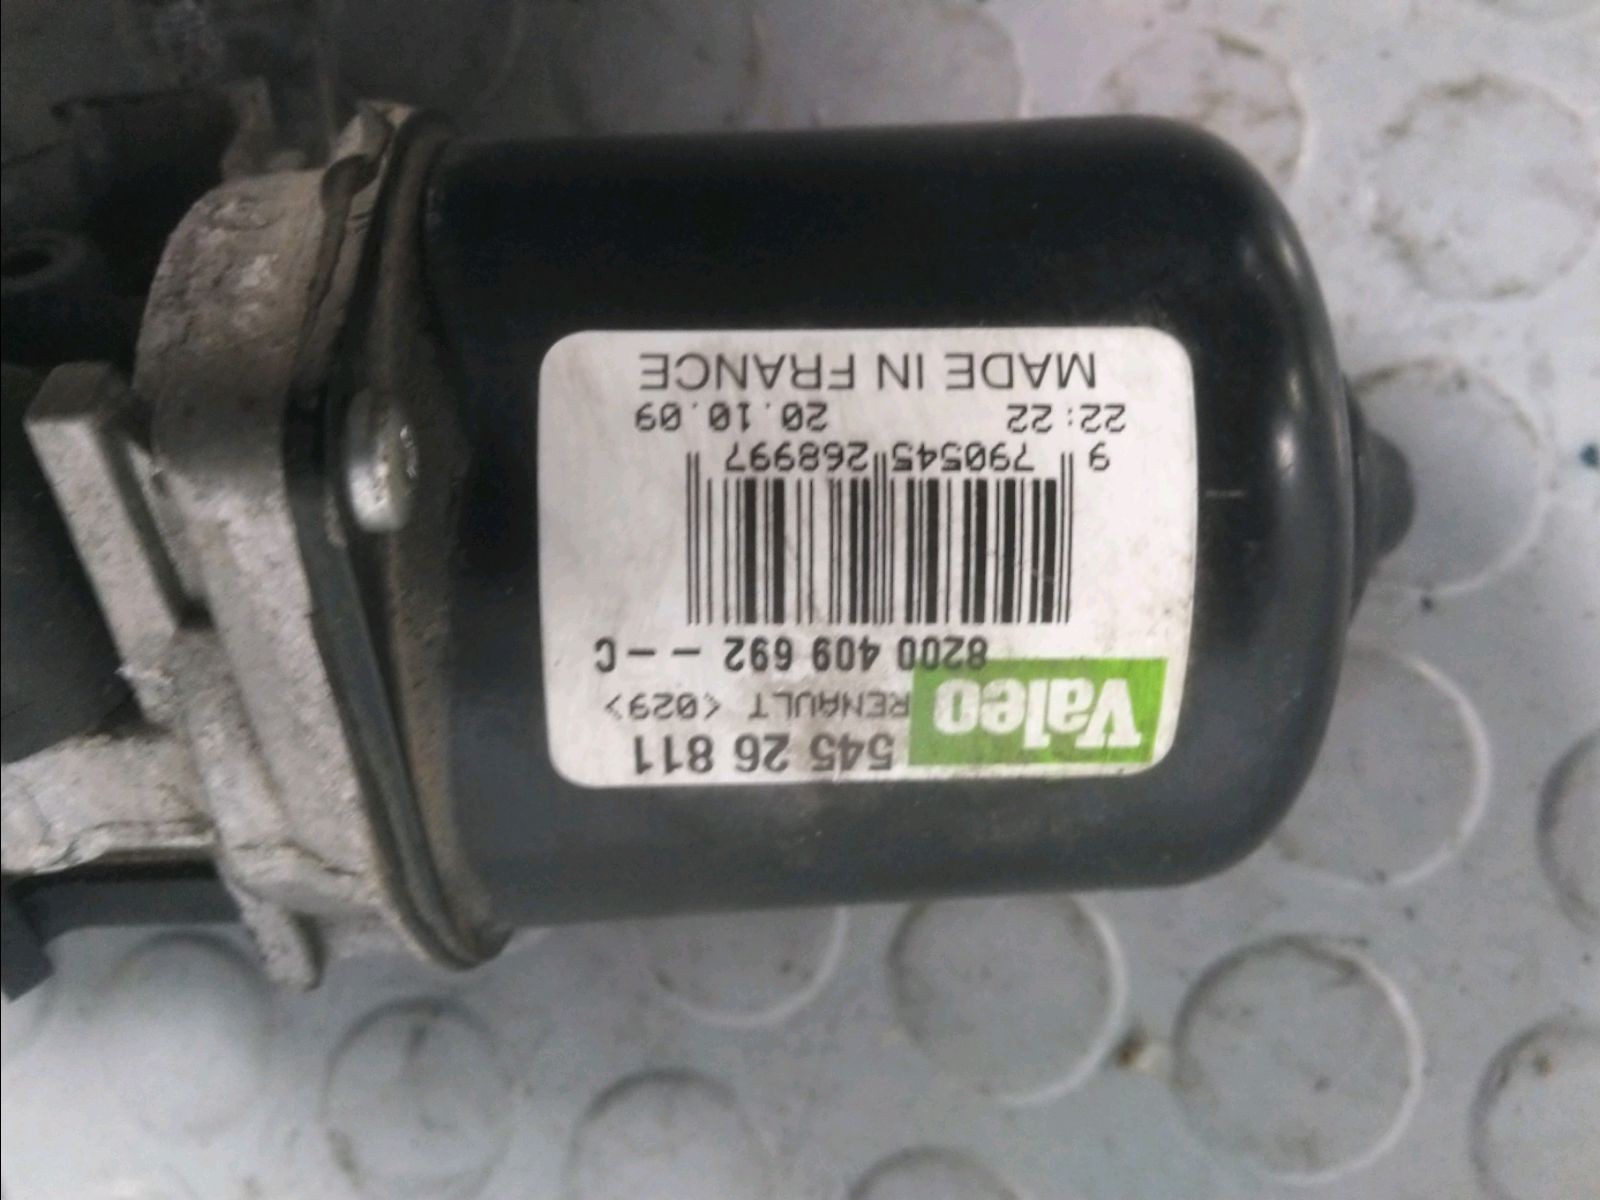 545 26 811
Valeo RENAULT <029>
8200 409 692 - - C
9 790545 268997
22:22 20.10.09
MADE IN FRANCE